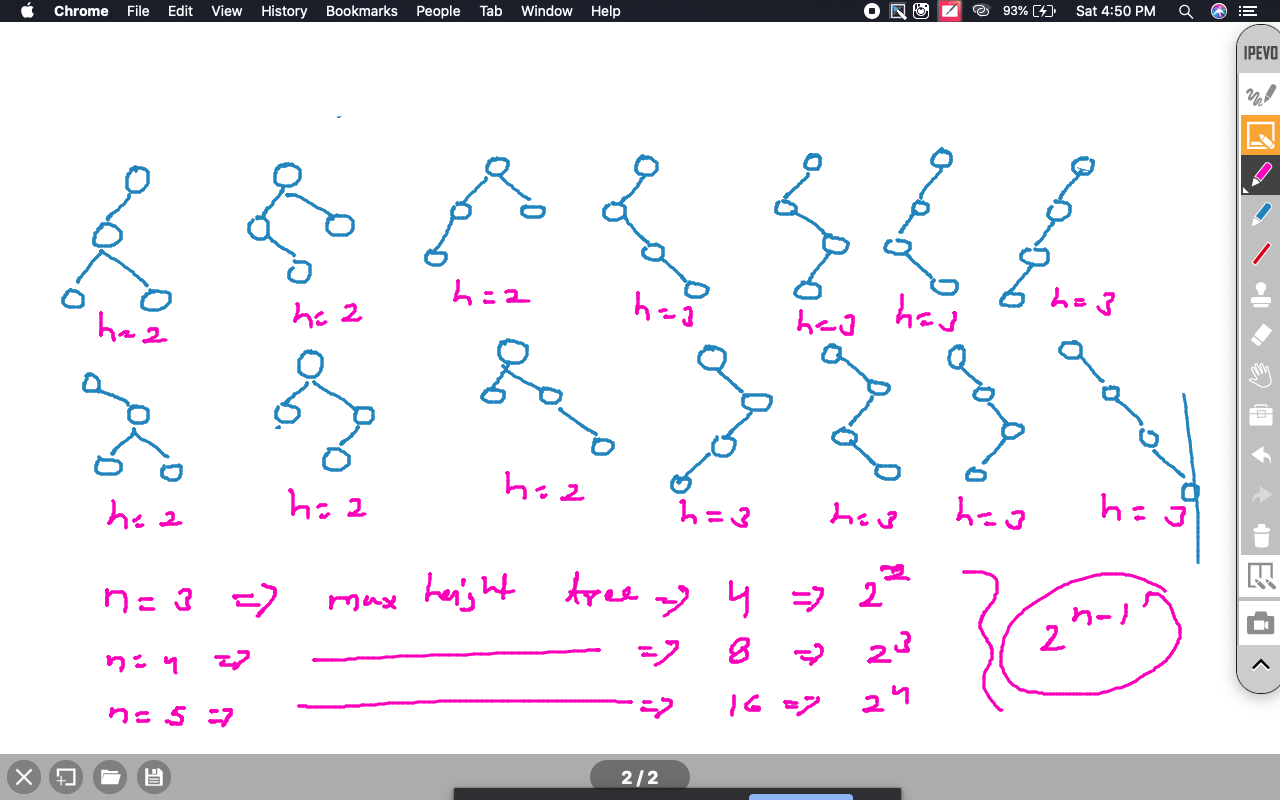 Chrome File Edit View History Bookmarks People Tab Window Help 93% Sat 4:50 PM
IPEVO
h=2 h=2 h=2 h=3 h=3 h=3 h=3
h=2 h=2 h=2 h=3 h=3 h=3 h=3
n=3 => max height tree => 4 => 2^2
n=4 => ________ => 8 => 2^3
n=5 => ________ => 16 => 2^4
2^n-1
2 / 2